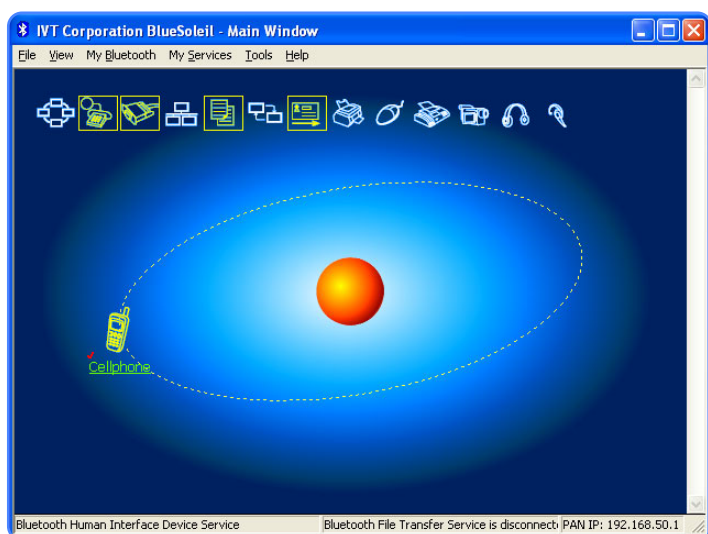 IVT Corporation BlueSoleil - Main Window
File View My Bluetooth My Services Tools Help
Cellphone
Bluetooth Human Interface Device Service Bluetooth File Transfer Service is disconnect PAN IP: 192.168.50.1